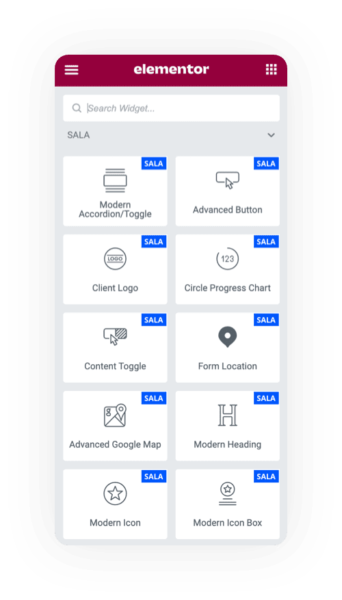 elementor
Search Widget...
SALA
SALA
SALA
Modern
Accordion/Toggle
Advanced Button
SALA
SALA
LOGO
123
Client Logo
Circle Progress Chart
SALA
SALA
Content Toggle
Form Location
SALA
SALA
H
Advanced Google Map
Modern Heading
SALA
SALA
Modern Icon
Modern Icon Box